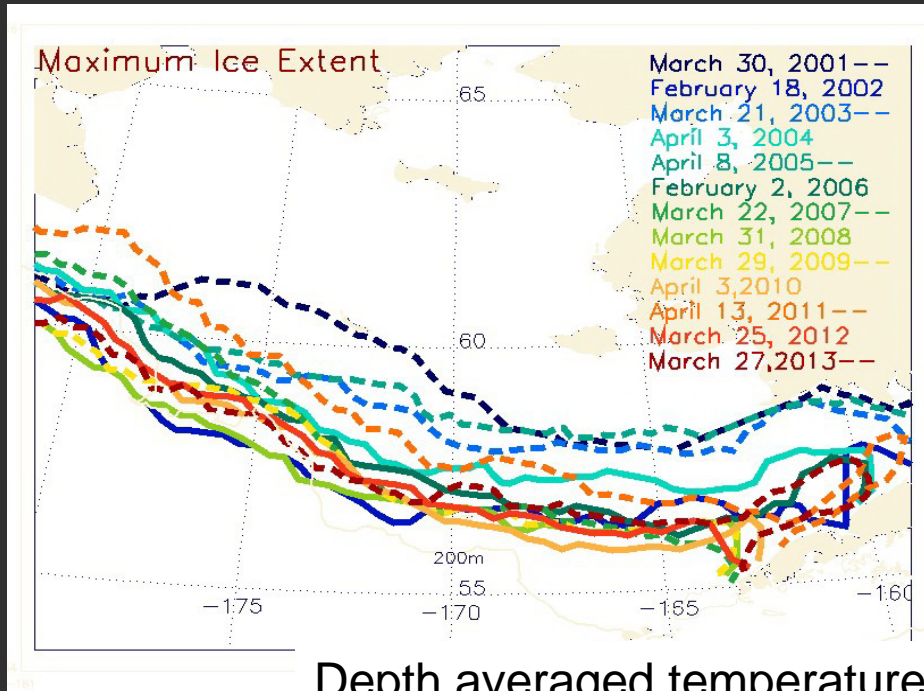 Maximum Ice Extent
March 30, 2001--
February 18, 2002
March 21, 2003--
April 3, 2004
April 8, 2005--
February 2, 2006
March 22, 2007--
March 31, 2008
March 29, 2009--
April 3,2010
April 13, 2011--
March 25, 2012
March 27,2013--
65
60
200m
55
-175
-170
-165
-160
Depth averaged temperature